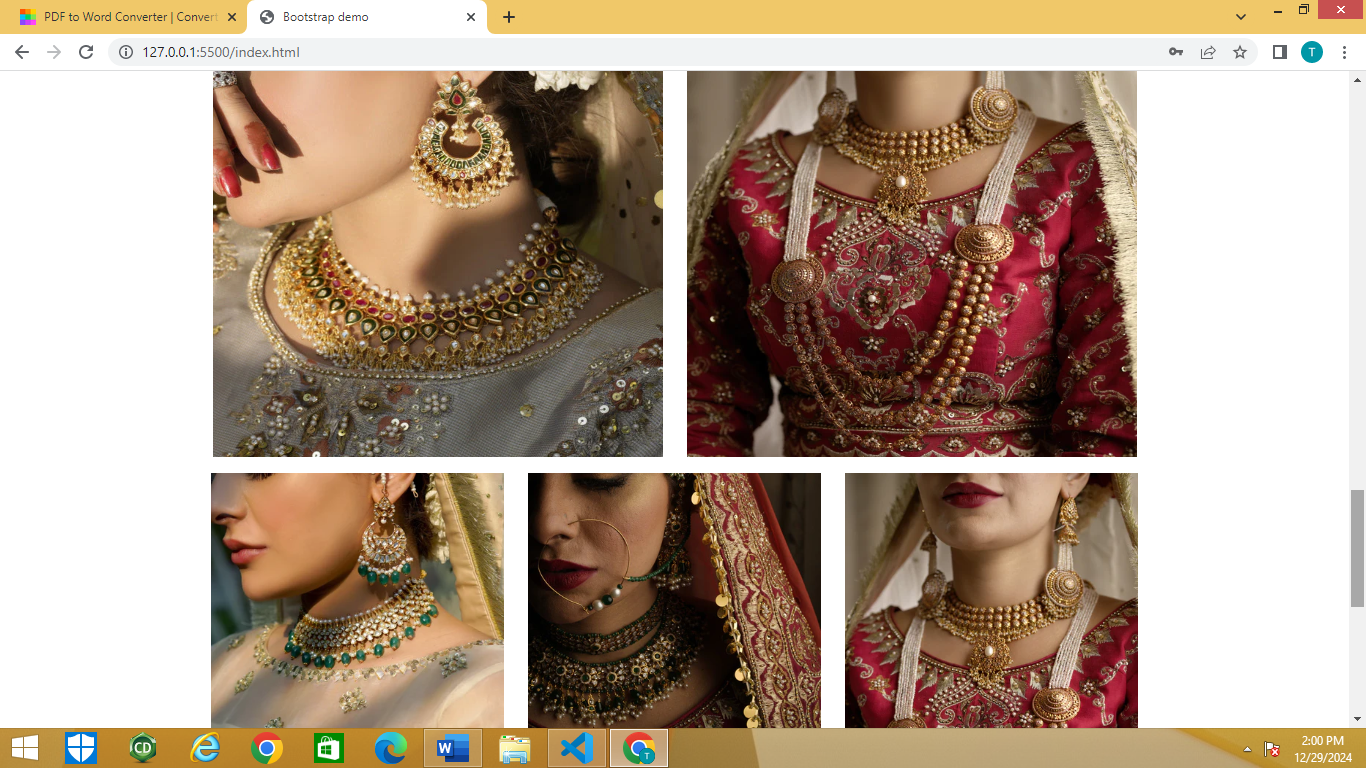 PDF to Word Converter | Convert
Bootstrap demo
127.0.0.1:5500/index.html
T
CD
W
T
2:00 PM
12/29/2024